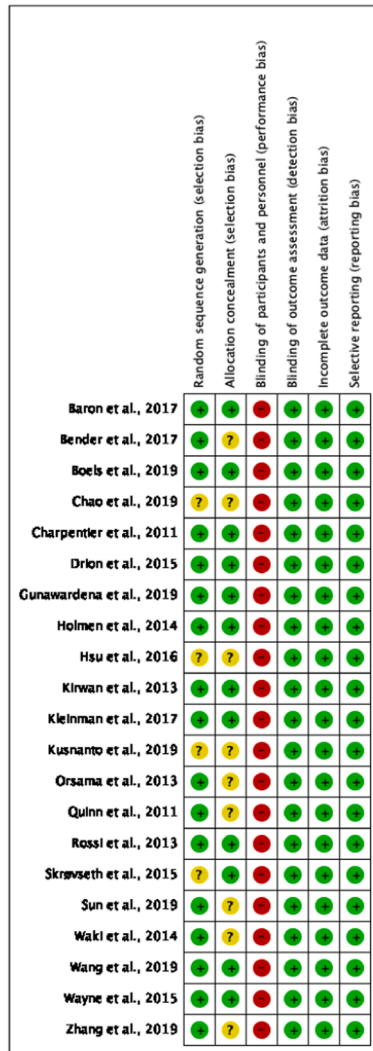 Random sequence generation (selection bias)
Allocation concealment (selection bias)
Blinding of participants and personnel (performance bias)
Blinding of outcome assessment (detection bias)
Incomplete outcome data (attrition bias)
Selective reporting (reporting bias)
Baron et al., 2017 + + - + + +
Bender et al., 2017 + ? - + + +
Boels et al., 2019 + + - + + +
Chao et al., 2019 ? ? - + + +
Charpentier et al., 2011 + + - + + +
Drion et al., 2015 + + - + + +
Gunawardena et al., 2019 + + - + + +
Holmen et al., 2014 + + - + + +
Hsu et al., 2016 ? ? - + + +
Kirwan et al., 2013 + + - + + +
Kleinman et al., 2017 + + - + + +
Kusnanto et al., 2019 ? ? - + + +
Orsama et al., 2013 + ? - + + +
Quinn et al., 2011 + ? - + + +
Rossi et al., 2013 + + - + + +
Skrøvseth et al., 2015 ? + - + + +
Sun et al., 2019 + ? - + + +
Waki et al., 2014 + ? - + + +
Wang et al., 2019 + + - + + +
Wayne et al., 2015 + + - + + +
Zhang et al., 2019 + ? - + + +